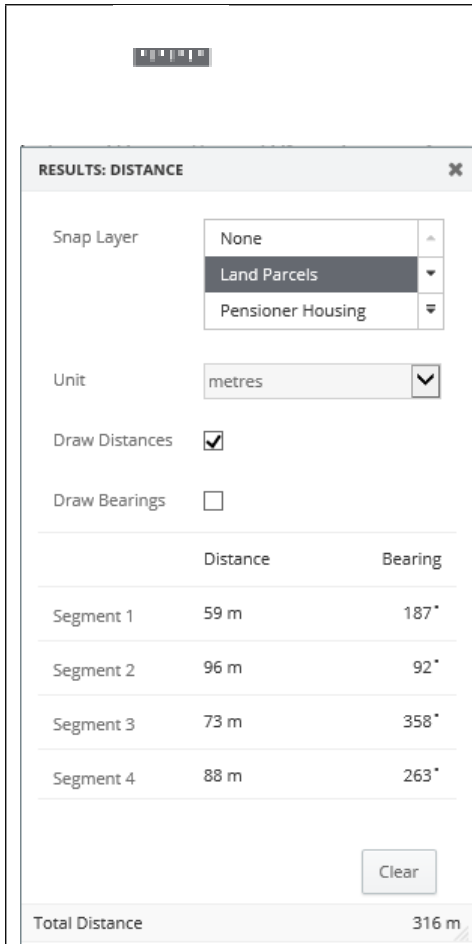 RESULTS: DISTANCE
Snap Layer
None
Land Parcels
Pensioner Housing
Unit
metres
Draw Distances
Draw Bearings
Distance Bearing
Segment 1 59 m 187°
Segment 2 96 m 92°
Segment 3 73 m 358°
Segment 4 88 m 263°
Clear
Total Distance 316 m